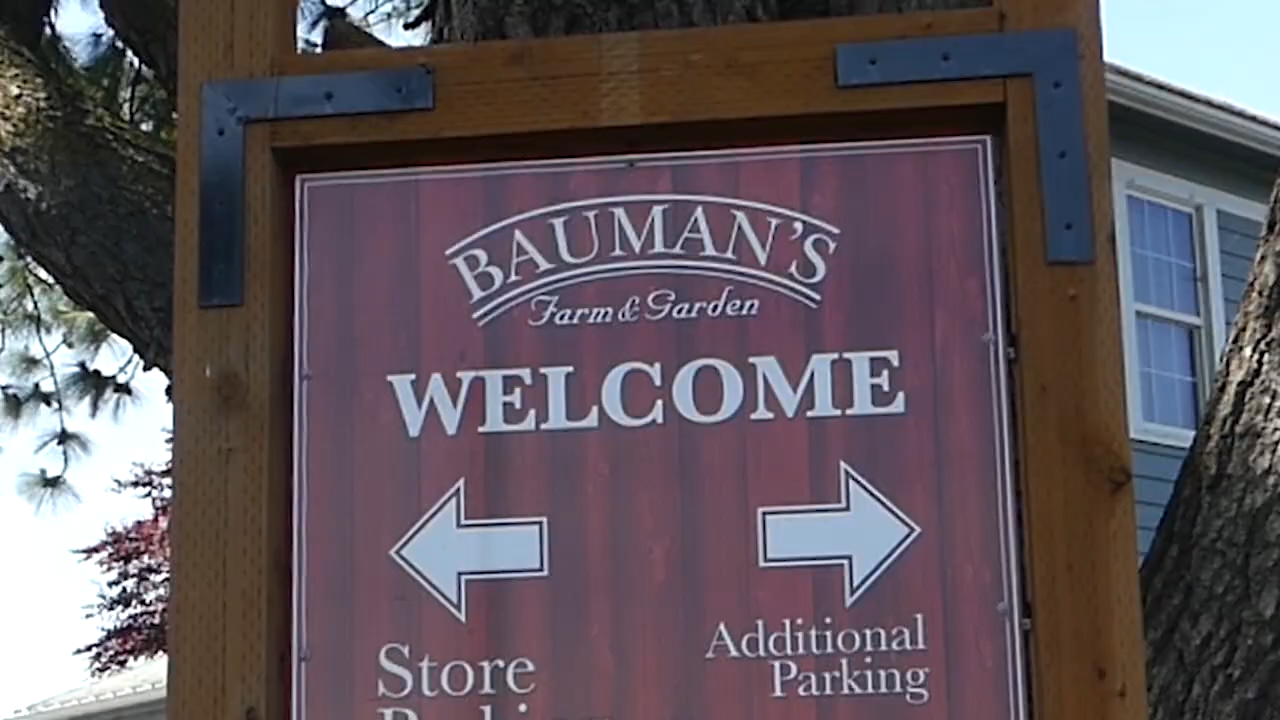 BAUMAN'S
Farm & Garden
WELCOME
Store
Additional
Parking